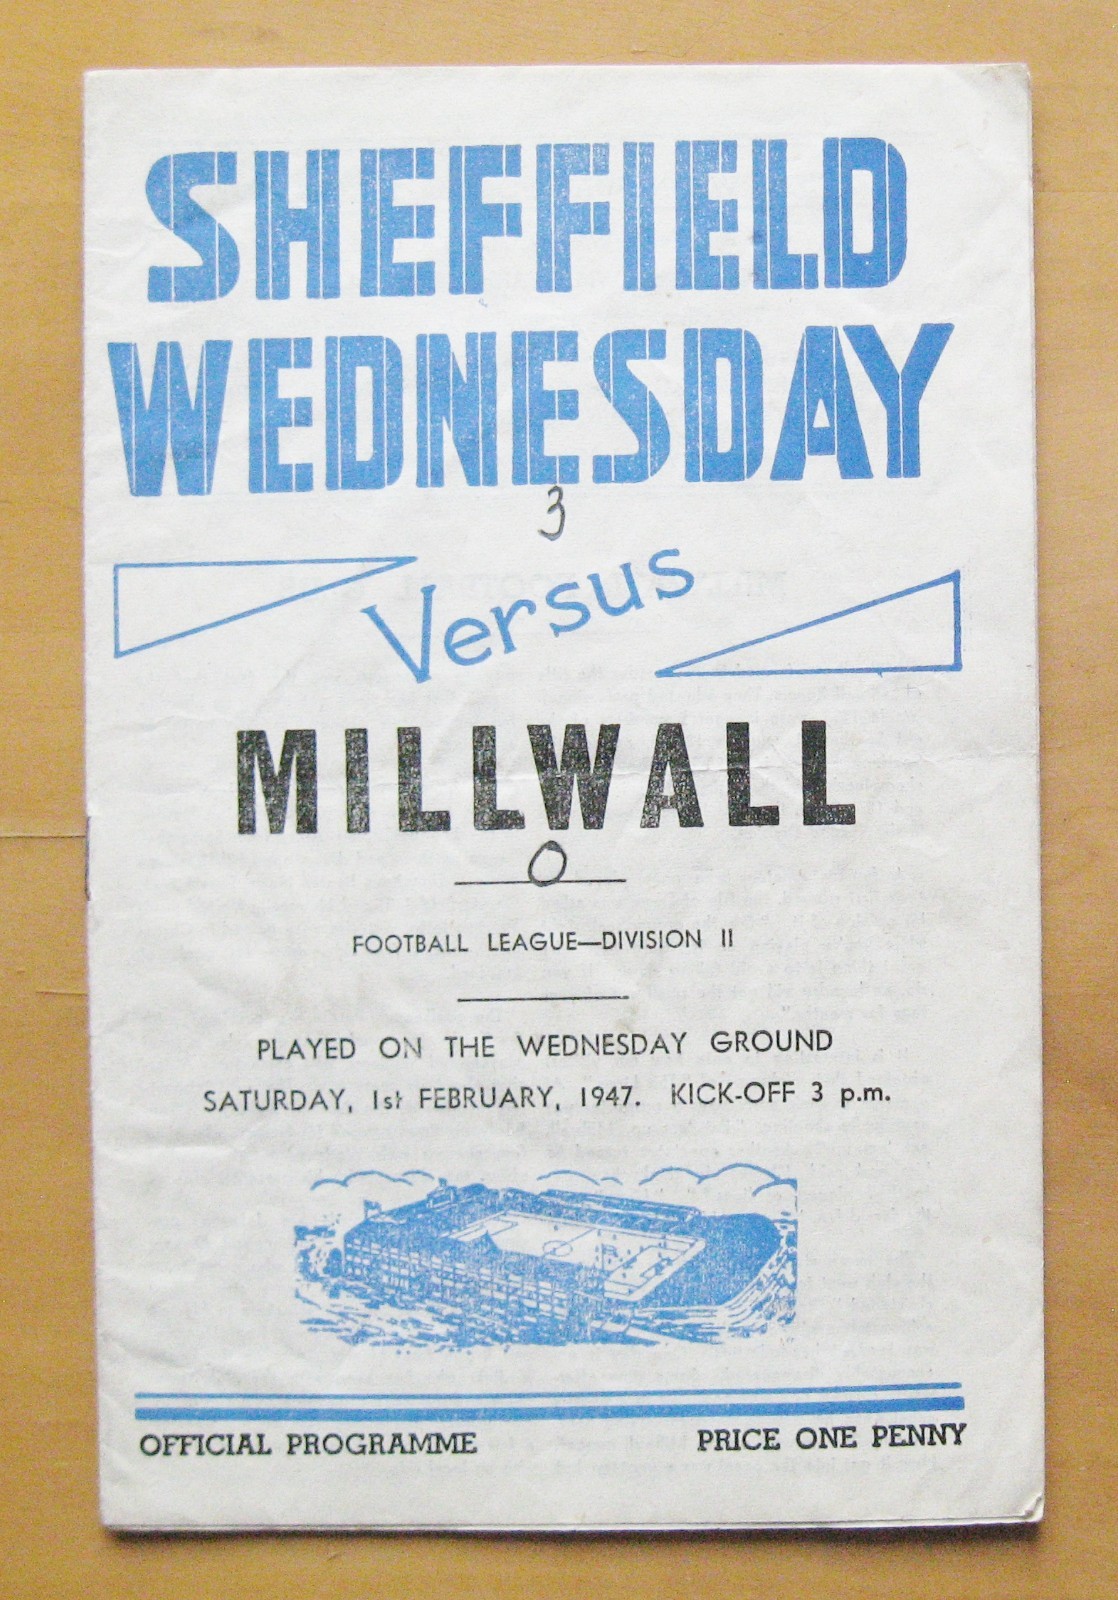 SHEFFIELD
WEDNESDAY
3
Versus
MILLWALL
0
FOOTBALL LEAGUE—DIVISION II
PLAYED ON THE WEDNESDAY GROUND
SATURDAY, 1st FEBRUARY, 1947. KICK-OFF 3 p.m.
OFFICIAL PROGRAMME PRICE ONE PENNY